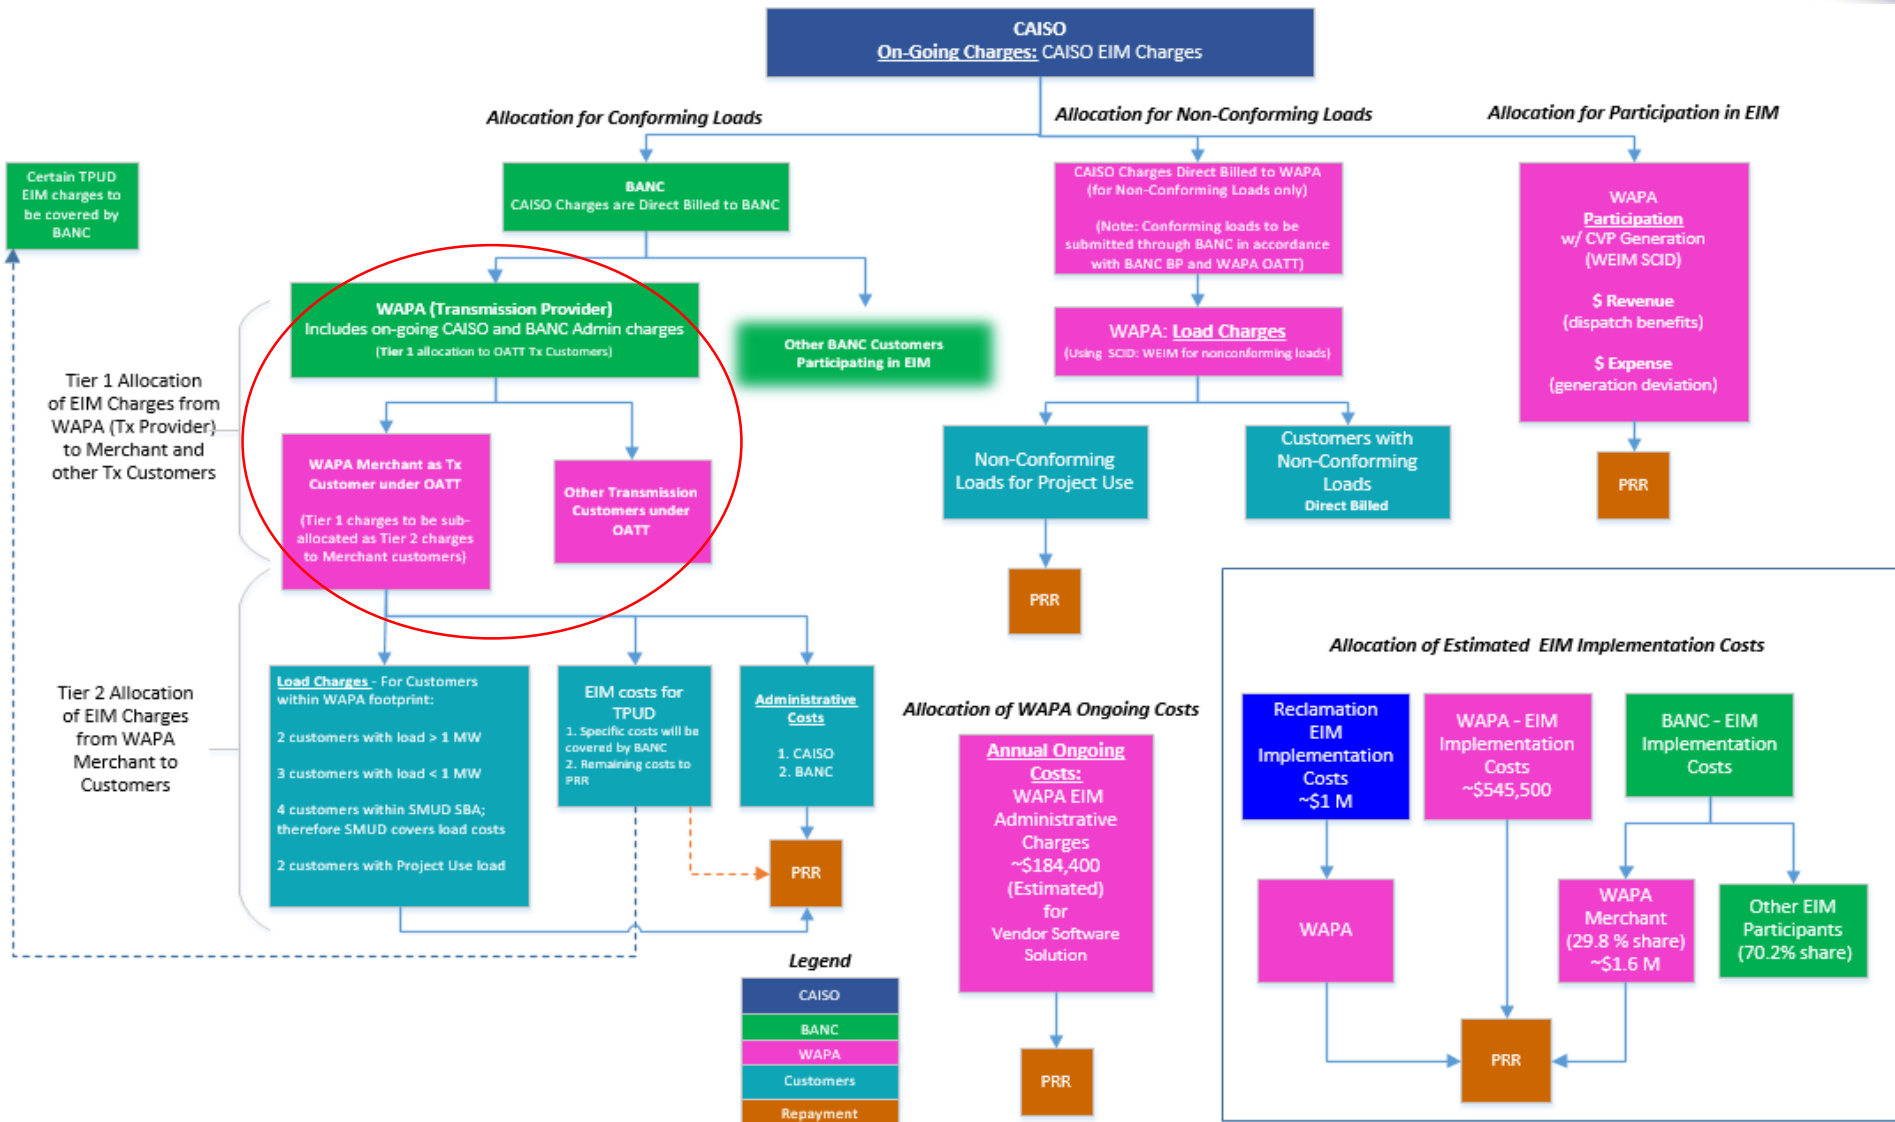 CAISO
On-Going Charges: CAISO EIM Charges
Allocation for Conforming Loads
Allocation for Non-Conforming Loads
Allocation for Participation in EIM
Certain TPUD
EIM charges to
be covered by
BANC
BANC
CAISO Charges are Direct Billed to BANC
CAISO Charges Direct Billed to WAPA
(for Non-Conforming Loads only)
(Note: Conforming loads to be
submitted through BANC in accordance
with BANC BP and WAPA OATT)
WAPA
Participation
w/ CVP Generation
(WEIM SCID)
$ Revenue
(dispatch benefits)
$ Expense
(generation deviation)
WAPA (Transmission Provider)
Includes on-going CAISO and BANC Admin charges
(Tier 1 allocation to OATT Tx Customers)
Other BANC Customers
Participating in EIM
WAPA: Load Charges
(Using SCID: WEIM for nonconforming loads)
Tier 1 Allocation
of EIM Charges from
WAPA (Tx Provider)
to Merchant and
other Tx Customers
WAPA Merchant as Tx
Customer under OATT
(Tier 1 charges to be sub-
allocated as Tier 2 charges
to Merchant customers)
Other Transmission
Customers under
OATT
Non-Conforming
Loads for Project Use
Customers with
Non-Conforming
Loads
Direct Billed
PRR
PRR
Tier 2 Allocation
of EIM Charges
from WAPA
Merchant to
Customers
Load Charges - For Customers
within WAPA footprint:
2 customers with load > 1 MW
3 customers with load < 1 MW
4 customers within SMUD SBA;
therefore SMUD covers load costs
2 customers with Project Use load
EIM costs for
TPUD
1. Specific costs will be
covered by BANC
2. Remaining costs to
PRR
Administrative
Costs
1. CAISO
2. BANC
PRR
Allocation of WAPA Ongoing Costs
Annual Ongoing
Costs:
WAPA EIM
Administrative
Charges
~$184,400
(Estimated)
for
Vendor Software
Solution
PRR
Allocation of Estimated EIM Implementation Costs
Reclamation
EIM
Implementation
Costs
~$1 M
WAPA - EIM
Implementation
Costs
~$545,500
BANC - EIM
Implementation
Costs
WAPA
WAPA
Merchant
(29.8 % share)
~$1.6 M
Other EIM
Participants
(70.2% share)
PRR
Legend
CAISO
BANC
WAPA
Customers
Repayment